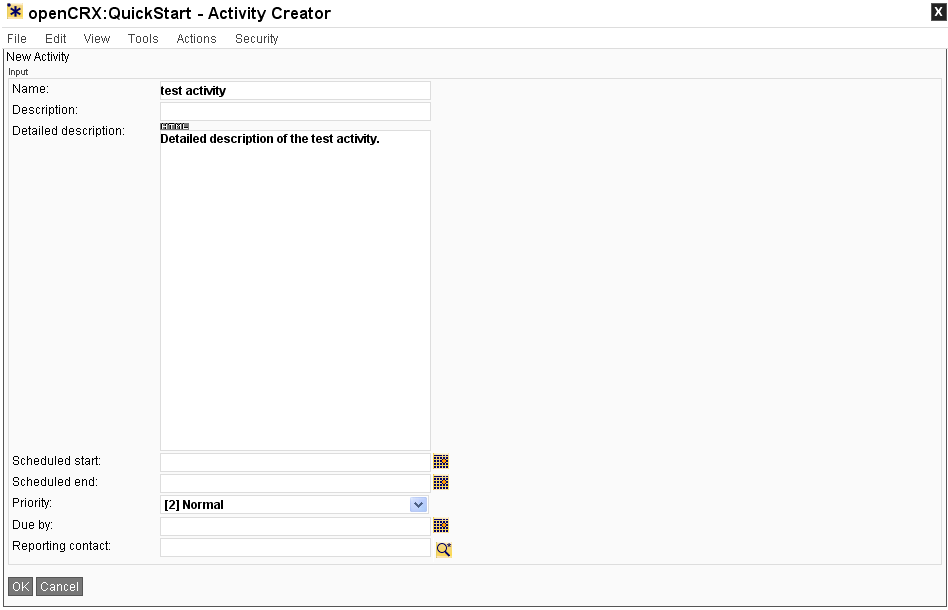 openCRX:QuickStart - Activity Creator X
File Edit View Tools Actions Security
New Activity
Input
Name: test activity
Description:
Detailed description: HTML
Detailed description of the test activity.
Scheduled start:
Scheduled end:
Priority: [2] Normal
Due by:
Reporting contact:
OK Cancel